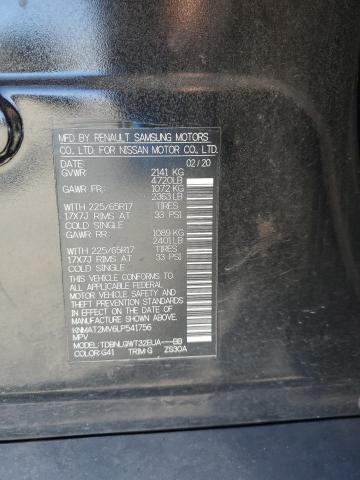 MFD BY RENAULT SAMSUNG MOTORS
CO., LTD. FOR NISSAN MOTOR CO., LTD.
DATE: 02/20
GVWR: 2141 KG
4720LB
GAWR FR: 1072 KG
2363LB
WITH 225/65R17 TIRES
17X7J RIMS AT 33 PSI
COLD SINGLE
GAWR RR: 1089 KG
2401LB
WITH 225/65R17 TIRES
17X7J RIMS AT 33 PSI
COLD SINGLE
THIS VEHICLE CONFORMS TO
ALL APPLICABLE FEDERAL MOTOR
VEHICLE SAFETY STANDARDS
IN EFFECT ON THE DATE OF
MANUFACTURE SHOWN ABOVE.
KNMAT2MV6LP541756
MPV
MODEL: TDBNLGWT32EUA---BB
COLOR: G41 TRIM: G ZS30A